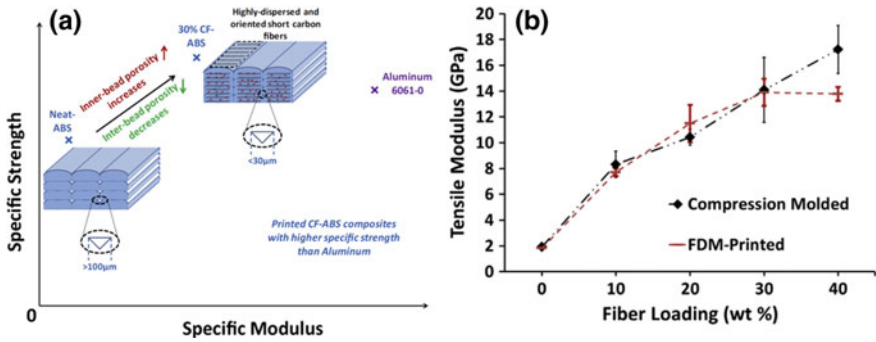 (a)
30% CF-
ABS
Highly-dispersed and
oriented short carbon
fibers
Inner-bead porosity
increases
Inter-bead porosity
decreases
Neat-
ABS
Aluminum
6061-0
<30μm
>100μm
Printed CF-ABS composites
with higher specific strength
than Aluminum
Specific Strength
0
Specific Modulus
(b)
Tensile Modulus (GPa)
20
18
16
14
12
10
8
6
4
2
0
Compression Molded
FDM-Printed
0 10 20 30 40
Fiber Loading (wt %)